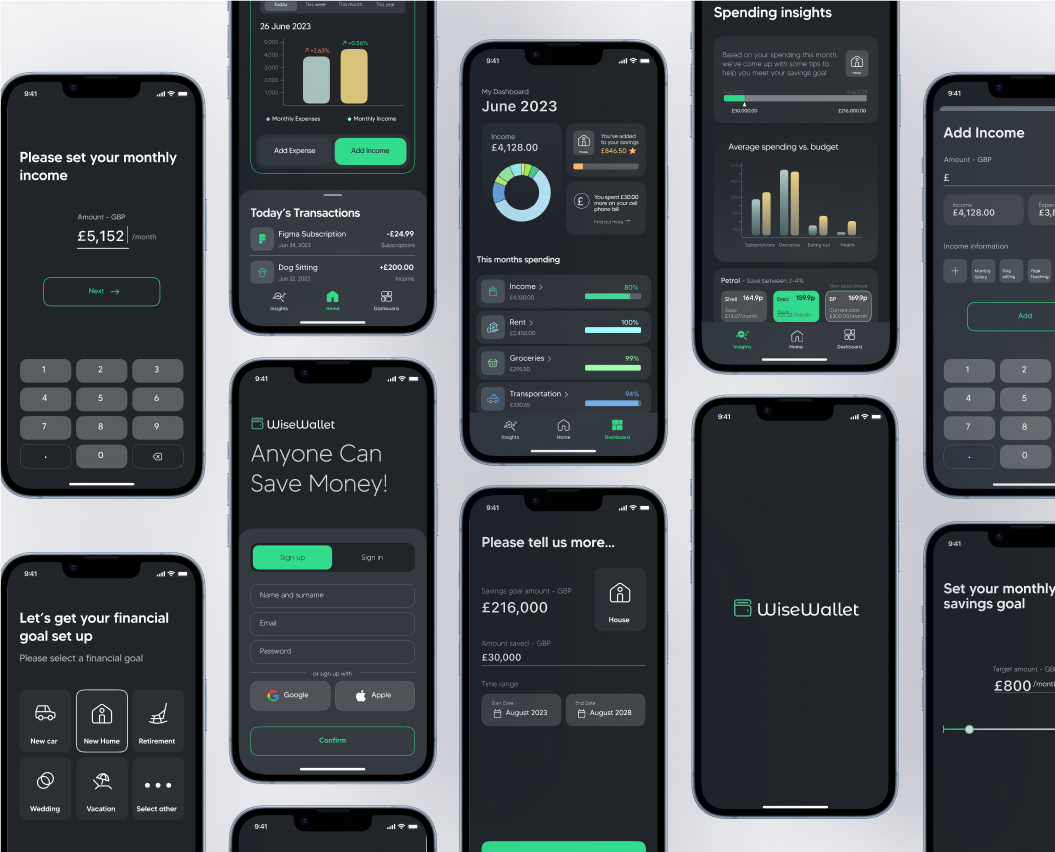 9:41
Please set your monthly
income
Amount - GBP
£5,152
/month
Next
1
2
3
4
5
6
7
8
9
.
0
9:41
Let's get your financial
goal set up
Please select a financial goal
New car
New Home
Retirement
Wedding
Vacation
Select other
Today
This week
This month
This year
26 June 2023
5,000
4,000
3,000
2,000
1000
+2.63%
+0.56%
Monthly Expenses
Monthly Income
Add Expense
Add Income
Today's Transactions
Figma Subscription
-£24.99
Jun 24, 2023
Subscriptions
Dog Sitting
+£200.00
Jun 22, 2023
Income
Insights
Home
Dashboard
9:41
WiseWallet
Anyone Can
Save Money!
Sign up
Sign in
Name and surname
Email
Password
or sign up with
Google
Apple
Confirm
9:41
9:41
My Dashboard
June 2023
Income
£4,128.00
House
You've added
to your savings
£846.50
£
You spent £30.00
more on your cell
phone bill
Find out more
This months spending
Income
80%
£4,128.00
Rent
100%
£2,450.00
Groceries
99%
£295.50
Transportation
94%
£350.65
Insights
Home
Dashboard
9:41
Please tell us more...
Savings goal amount - GBP
£216,000
House
Amount saved - GBP
£30,000
Time range
Start Date
August 2023
End Date
August 2028
Spending insights
Based on your spending this month,
we've come up with some tips to
help you meet your savings goal
House
£30,000.00
£216,000.00
Average spending vs. budget
Subscriptions
Groceries
Eating out
Health
Petrol - Save between 2-4%
Your usual choice
Shell
164.9p
Save
£14.67/month
Esso
159.9p
BP
169.9p
Current cost
£300.00/month
Insights
Home
Dashboard
9:41
WiseWallet
9:41
Add Income
Amount - GBP
£
Income
£4,128.00
Income information
+
Monthly
Salary
Dog
sitting
Yoga
Teaching
Add
1
2
4
5
7
8
.
0
9:41
Set your monthly
savings goal
Target amount - GBP
£800
/month